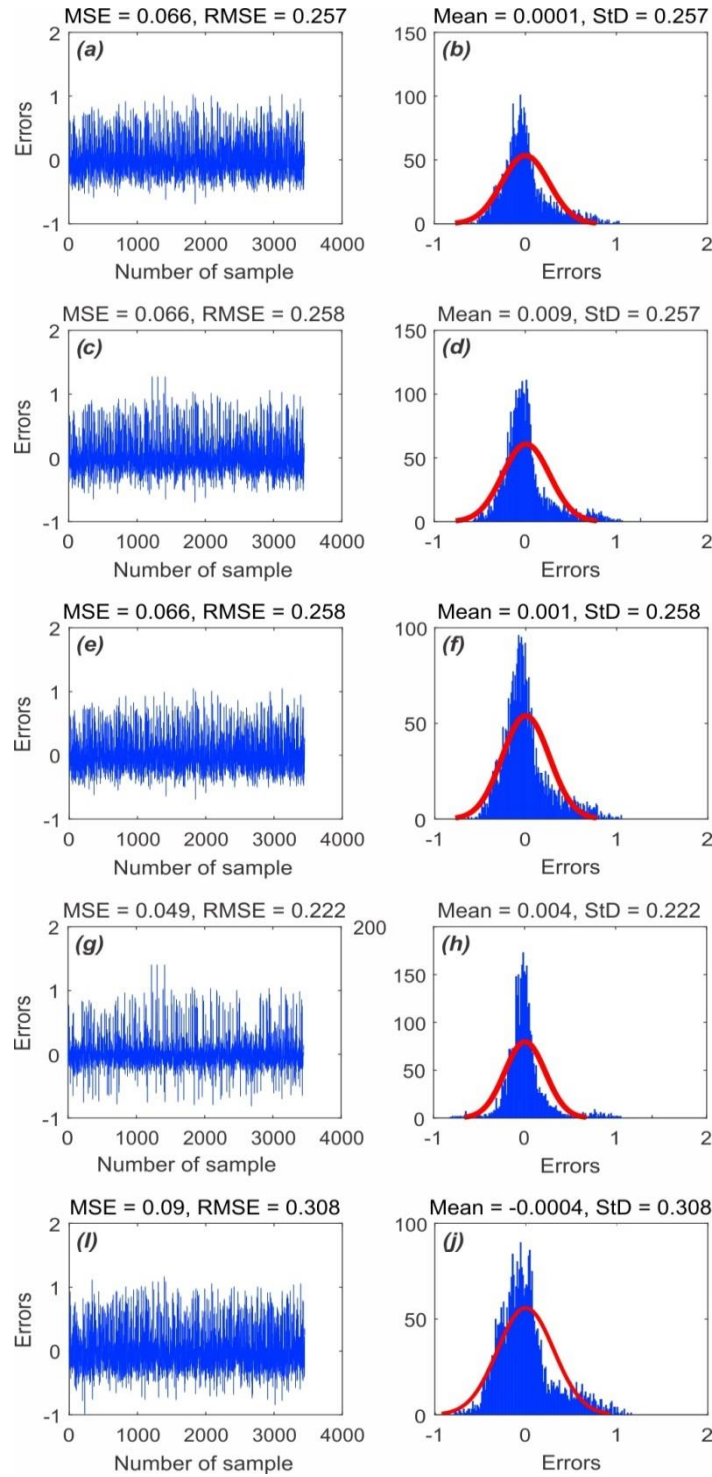 MSE = 0.066, RMSE = 0.257
Mean = 0.0001, StD = 0.257
(a)
2
1
0
-1
Errors
0 1000 2000 3000 4000
Number of sample
(b)
150
100
50
0
-1 0 1 2
Errors
MSE = 0.066, RMSE = 0.258
Mean = 0.009, StD = 0.257
(c)
2
1
0
-1
Errors
0 1000 2000 3000 4000
Number of sample
(d)
150
100
50
0
-1 0 1 2
Errors
MSE = 0.066, RMSE = 0.258
Mean = 0.001, StD = 0.258
(e)
2
1
0
-1
Errors
0 1000 2000 3000 4000
Number of sample
(f)
100
50
0
-1 0 1 2
Errors
MSE = 0.049, RMSE = 0.222
Mean = 0.004, StD = 0.222
(g)
2
1
0
-1
Errors
0 1000 2000 3000 4000
Number of sample
(h)
200
150
100
50
0
-1 0 1 2
Errors
MSE = 0.09, RMSE = 0.308
Mean = -0.0004, StD = 0.308
(I)
2
1
0
-1
Errors
0 1000 2000 3000 4000
Number of sample
(j)
100
50
0
-1 0 1 2
Errors